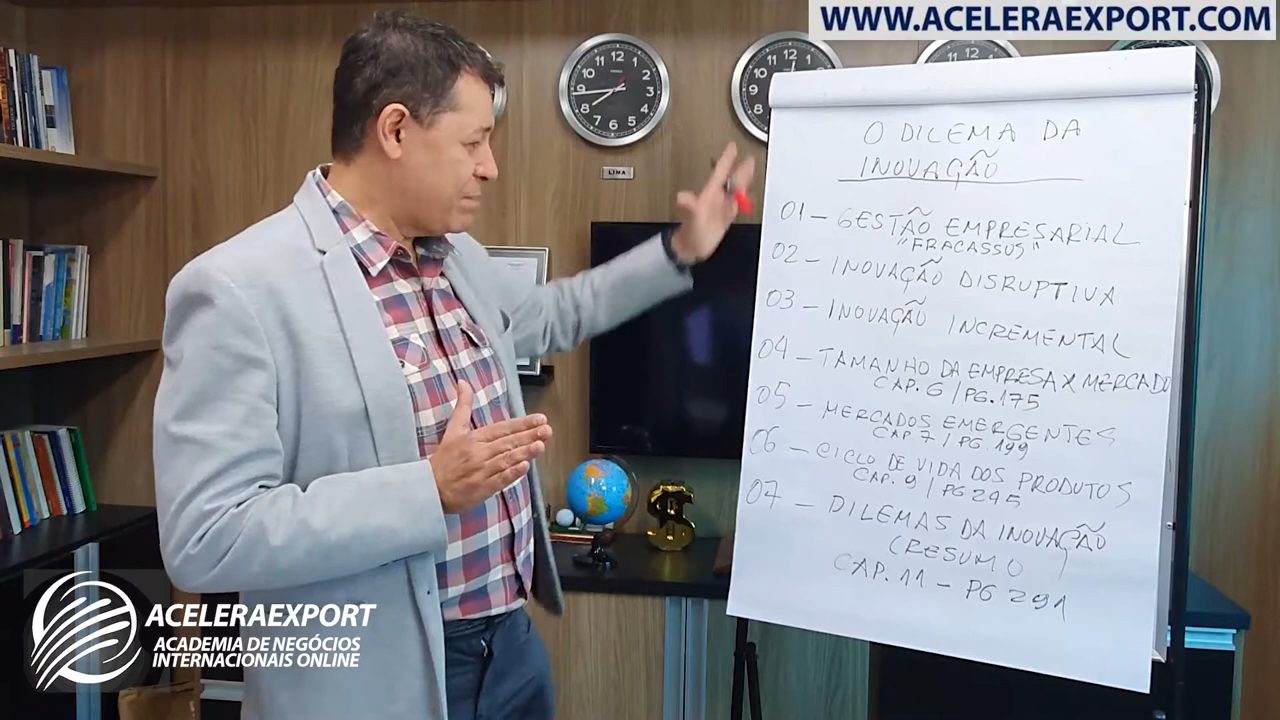 WWW.ACELERAEXPORT.COM
LIMA
O DILEMA DA
INOVAÇÃO
01 - GESTÃO EMPRESARIAL
"FRACASSOS"
02 - INOVAÇÃO DISRUPTIVA
03 - INOVAÇÃO INCREMENTAL
04 - TAMANHO DA EMPRESA X MERCADO
CAP. 6 / PG. 175
05 - MERCADOS EMERGENTES
CAP 7 / PG 199
06 - CICLO DE VIDA DOS PRODUTOS
CAP. 9 / PG 245
07 - DILEMAS DA INOVAÇÃO
(RESUMO
CAP. 11 - PG 291
ACELERAEXPORT
ACADEMIA DE NEGÓCIOS
INTERNACIONAIS ONLINE